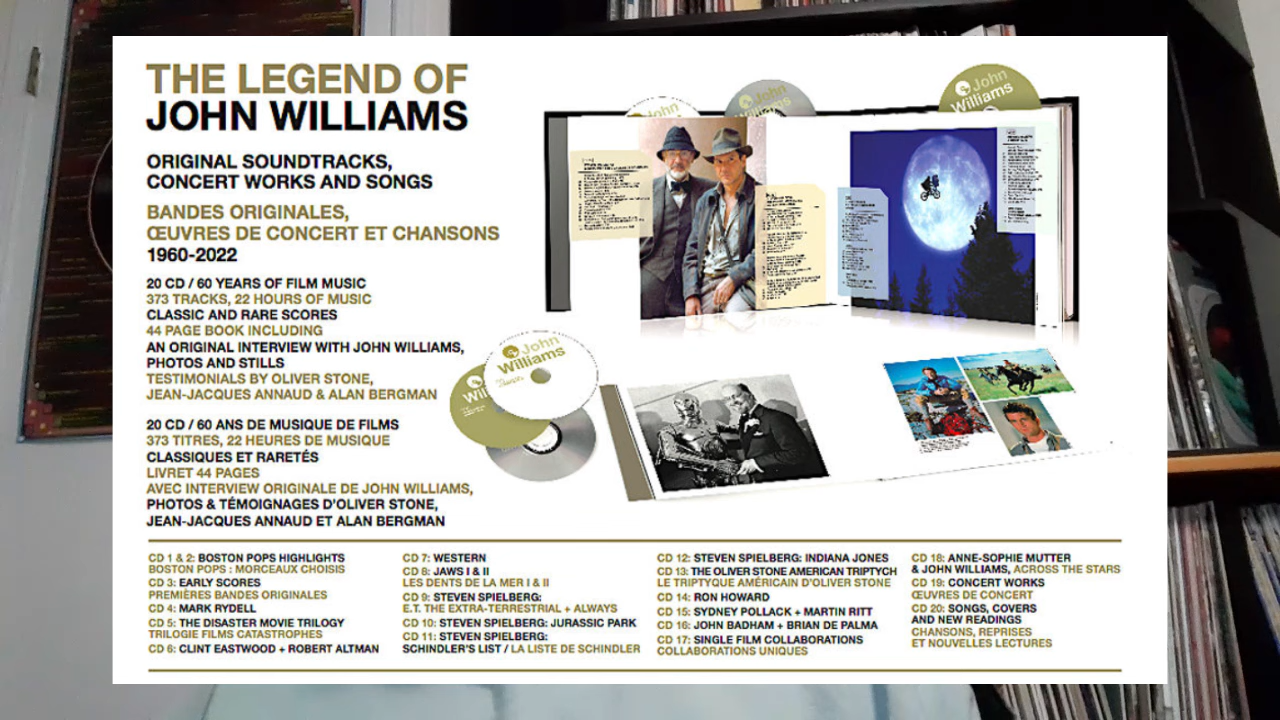 THE LEGEND OF
JOHN WILLIAMS
ORIGINAL SOUNDTRACKS,
CONCERT WORKS AND SONGS
BANDES ORIGINALES,
ŒUVRES DE CONCERT ET CHANSONS
1960-2022
20 CD / 60 YEARS OF FILM MUSIC
373 TRACKS, 22 HOURS OF MUSIC
CLASSIC AND RARE SCORES
44 PAGE BOOK INCLUDING
AN ORIGINAL INTERVIEW WITH JOHN WILLIAMS,
PHOTOS AND STILLS
TESTIMONIALS BY OLIVER STONE,
JEAN-JACQUES ANNAUD & ALAN BERGMAN
20 CD / 60 ANS DE MUSIQUE DE FILMS
373 TITRES, 22 HEURES DE MUSIQUE
CLASSIQUES ET RARETÉS
LIVRET 44 PAGES
AVEC INTERVIEW ORIGINALE DE JOHN WILLIAMS,
PHOTOS & TÉMOIGNAGES D'OLIVER STONE,
JEAN-JACQUES ANNAUD ET ALAN BERGMAN
John
John
John
Williams
John
Williams
CD 1 & 2: BOSTON POPS HIGHLIGHTS
BOSTON POPS : MORCEAUX CHOISIS
CD 3: EARLY SCORES
PREMIÈRES BANDES ORIGINALES
CD 4: MARK RYDELL
CD 5: THE DISASTER MOVIE TRILOGY
TRILOGIE FILMS CATASTROPHES
CD 6: CLINT EASTWOOD + ROBERT ALTMAN
CD 7: WESTERN
CD 8: JAWS I & II
LES DENTS DE LA MER I & II
CD 9: STEVEN SPIELBERG:
E.T. THE EXTRA-TERRESTRIAL + ALWAYS
CD 10: STEVEN SPIELBERG: JURASSIC PARK
CD 11: STEVEN SPIELBERG:
SCHINDLER'S LIST / LA LISTE DE SCHINDLER
CD 12: STEVEN SPIELBERG: INDIANA JONES
CD 13: THE OLIVER STONE AMERICAN TRIPTYCH
LE TRIPTYQUE AMÉRICAIN D'OLIVER STONE
CD 14: RON HOWARD
CD 15: SYDNEY POLLACK + MARTIN RITT
CD 16: JOHN BADHAM + BRIAN DE PALMA
CD 17: SINGLE FILM COLLABORATIONS
COLLABORATIONS UNIQUES
CD 18: ANNE-SOPHIE MUTTER
& JOHN WILLIAMS, ACROSS THE STARS
CD 19: CONCERT WORKS
ŒUVRES DE CONCERT
CD 20: SONGS, COVERS
AND NEW READINGS
CHANSONS, REPRISES
ET NOUVELLES LECTURES